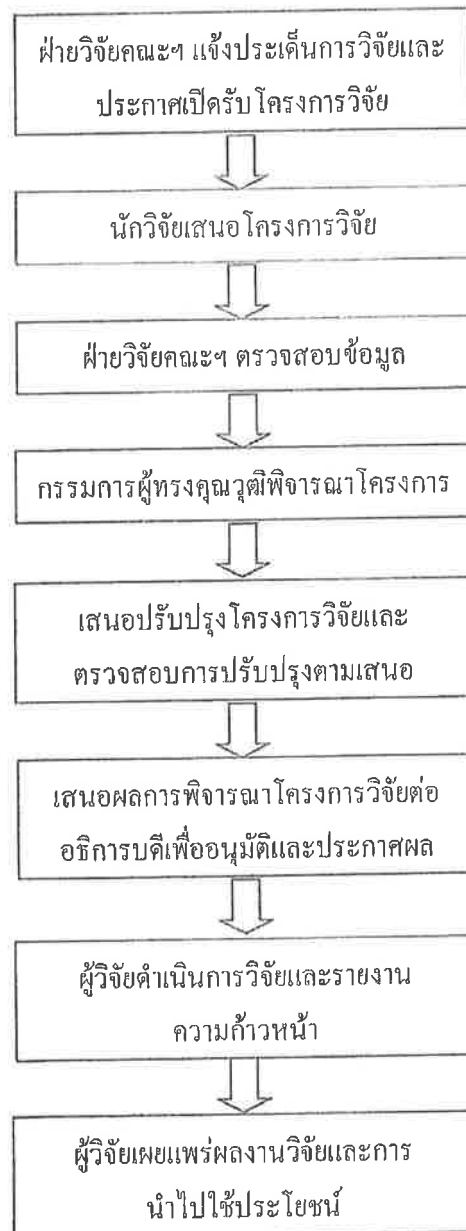 ฝ่ายวิจัยคณะฯ แจ้งประเด็นการวิจัยและ
ประกาศเปิดรับโครงการวิจัย
นักวิจัยเสนอโครงการวิจัย
ฝ่ายวิจัยคณะฯ ตรวจสอบข้อมูล
กรรมการผู้ทรงคุณวุฒิพิจารณาโครงการ
เสนอปรับปรุงโครงการวิจัยและ
ตรวจสอบการปรับปรุงตามเสนอ
เสนอผลการพิจารณาโครงการวิจัยต่อ
อธิการบดีเพื่ออนุมัติและประกาศผล
ผู้วิจัยดำเนินการวิจัยและรายงาน
ความก้าวหน้า
ผู้วิจัยเผยแพร่ผลงานวิจัยและการ
นำไปใช้ประโยชน์